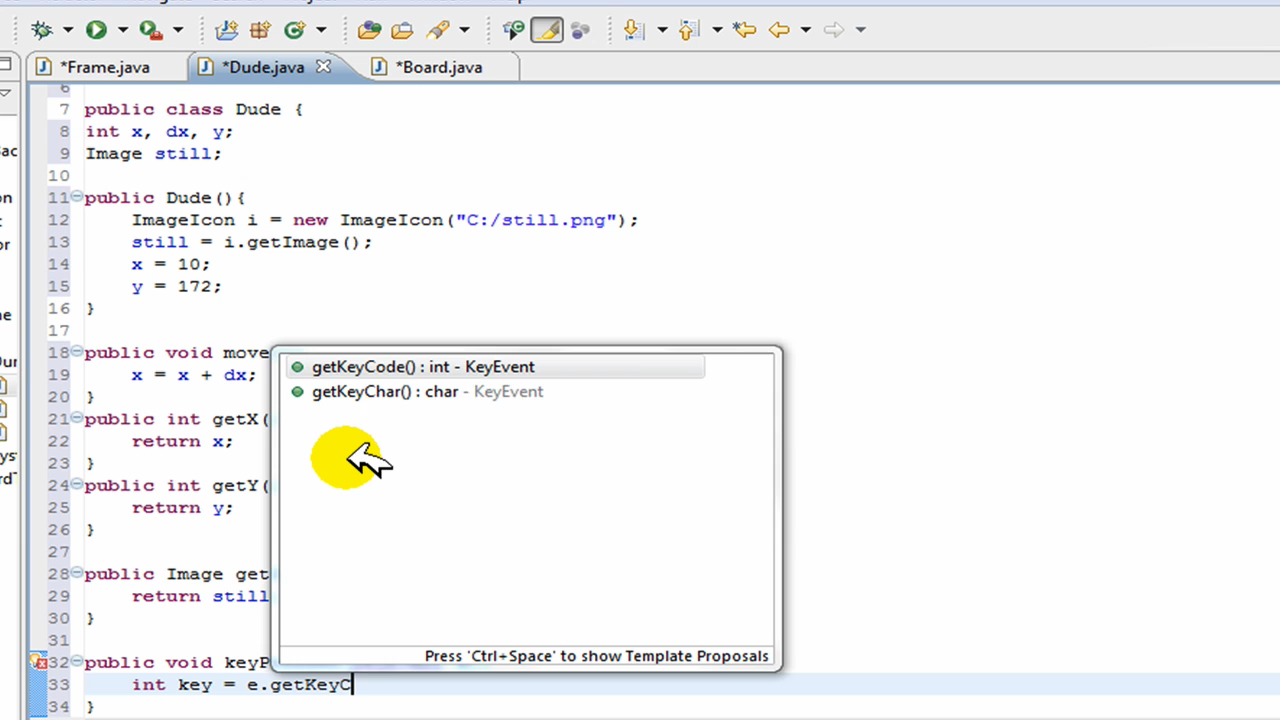 *Frame.java *Dude.java *Board.java
6
7 public class Dude {
8 int x, dx, y;
9 Image still;
10
11 public Dude(){
12 ImageIcon i = new ImageIcon("C:/still.png");
13 still = i.getImage();
14 x = 10;
15 y = 172;
16 }
17
18 public void move
19 x = x + dx;
20 }
21 public int getX(
22 return x;
23 }
24 public int getY(
25 return y;
26 }
27
28 public Image get
29 return still
30 }
31
32 public void keyP
33 int key = e.getKeyC
34 }
getKeyCode() : int - KeyEvent
getKeyChar() : char - KeyEvent
Press 'Ctrl+Space' to show Template Proposals